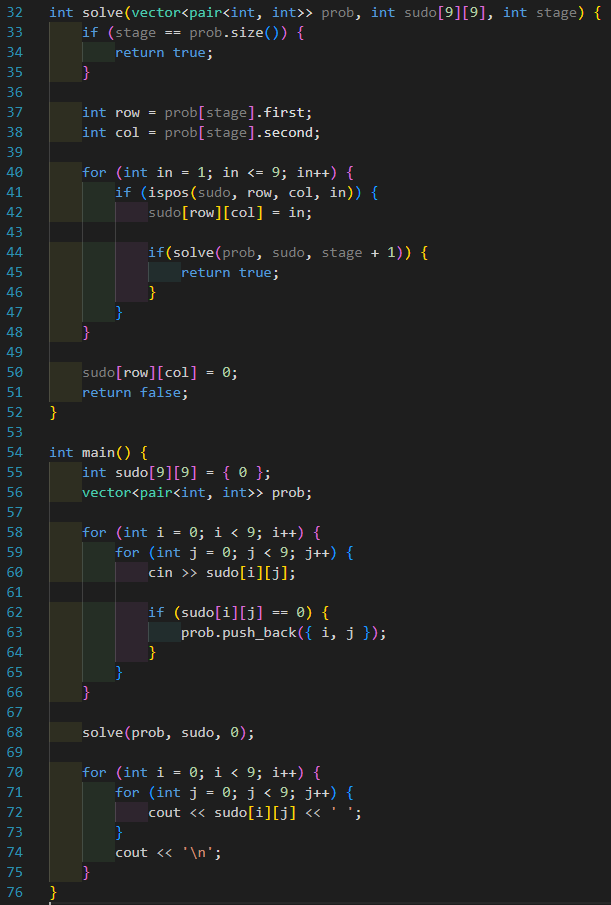 32 int solve(vector<pair<int, int>> prob, int sudo[9][9], int stage) {
33     if (stage == prob.size()) {
34         return true;
35     }
36
37     int row = prob[stage].first;
38     int col = prob[stage].second;
39
40     for (int in = 1; in <= 9; in++) {
41         if (ispos(sudo, row, col, in)) {
42             sudo[row][col] = in;
43
44             if(solve(prob, sudo, stage + 1)) {
45                 return true;
46             }
47         }
48     }
49
50     sudo[row][col] = 0;
51     return false;
52 }
53
54 int main() {
55     int sudo[9][9] = { 0 };
56     vector<pair<int, int>> prob;
57
58     for (int i = 0; i < 9; i++) {
59         for (int j = 0; j < 9; j++) {
60             cin >> sudo[i][j];
61
62             if (sudo[i][j] == 0) {
63                 prob.push_back({ i, j });
64             }
65         }
66     }
67
68     solve(prob, sudo, 0);
69
70     for (int i = 0; i < 9; i++) {
71         for (int j = 0; j < 9; j++) {
72             cout << sudo[i][j] << ' ';
73         }
74         cout << '\n';
75     }
76 }